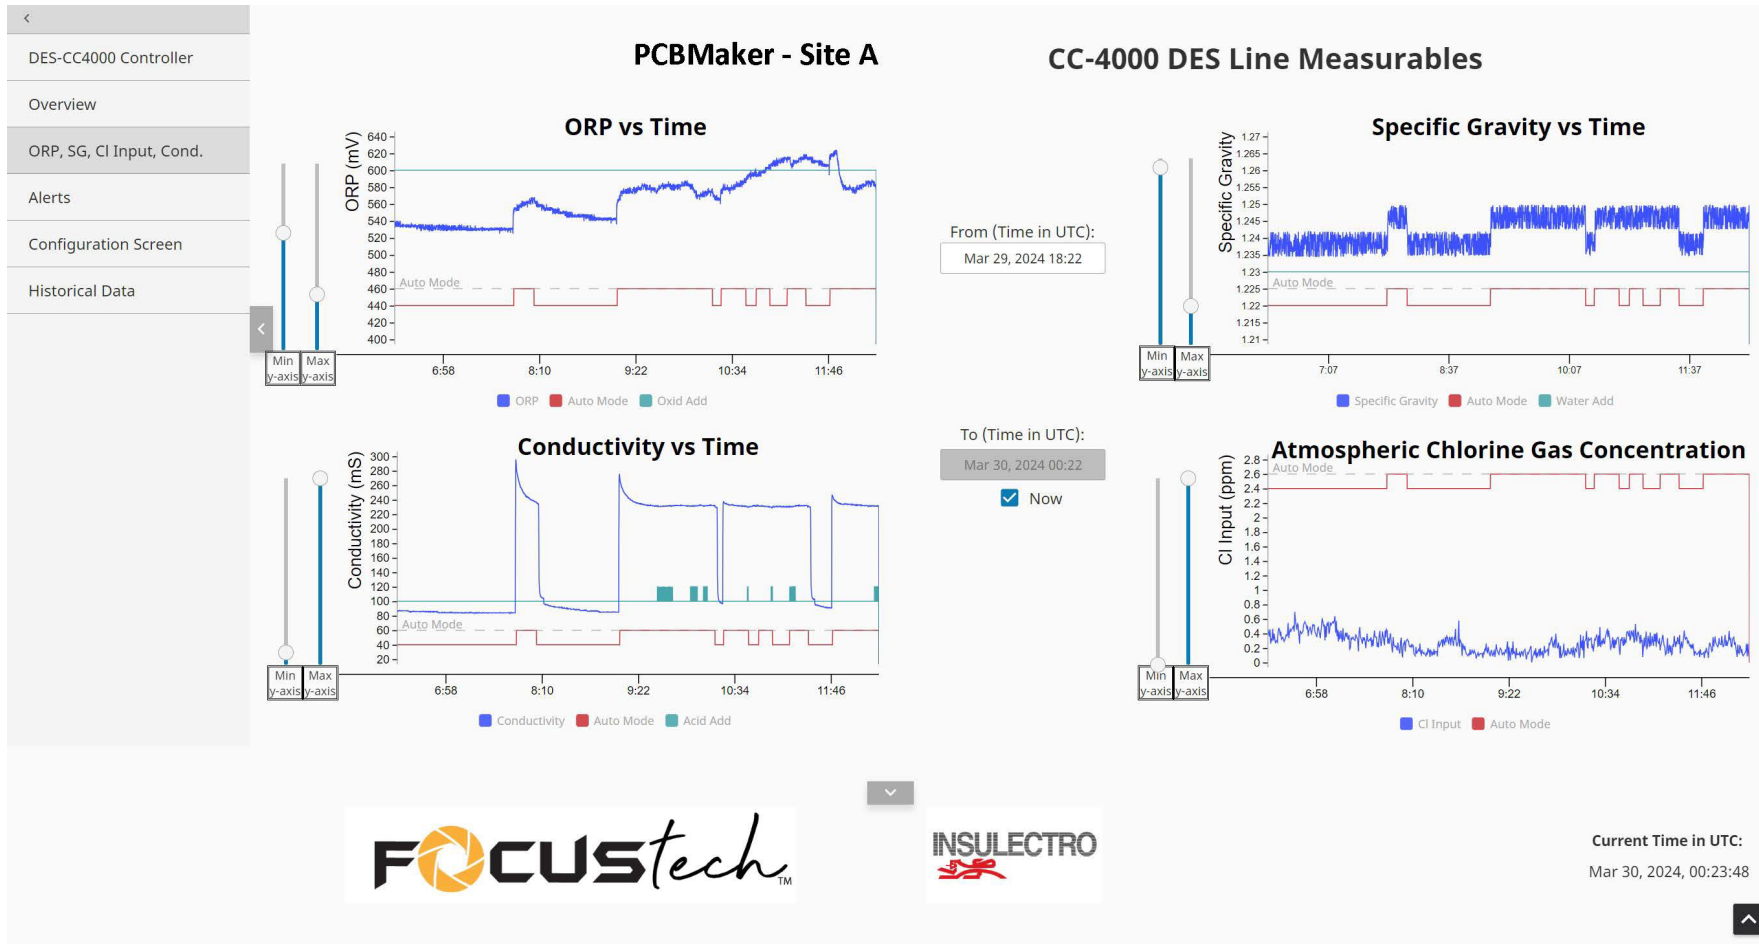 DES-CC4000 Controller
Overview
ORP, SG, Cl Input, Cond.
Alerts
Configuration Screen
Historical Data
PCBMaker - Site A
CC-4000 DES Line Measurables
ORP vs Time
ORP (mV)
640
620
600
580
560
540
520
500
480
460
440
420
400
Auto Mode
6:58 8:10 9:22 10:34 11:46
Min y-axis
Max y-axis
ORP Auto Mode Oxid Add
From (Time in UTC):
Mar 29, 2024 18:22
Specific Gravity vs Time
Specific Gravity
1.27
1.265
1.26
1.255
1.25
1.245
1.24
1.235
1.23
1.225
1.22
1.215
1.21
Auto Mode
7:07 8:37 10:07 11:37
Min y-axis
Max y-axis
Specific Gravity Auto Mode Water Add
Conductivity vs Time
Conductivity (mS)
300
280
260
240
220
200
180
160
140
120
100
80
60
40
20
Auto Mode
6:58 8:10 9:22 10:34 11:46
Min y-axis
Max y-axis
Conductivity Auto Mode Acid Add
To (Time in UTC):
Mar 30, 2024 00:22
Now
Atmospheric Chlorine Gas Concentration
Cl Input (ppm)
2.8
2.6
2.4
2.2
2
1.8
1.6
1.4
1.2
1
0.8
0.6
0.4
0.2
0
Auto Mode
6:58 8:10 9:22 10:34 11:46
Min y-axis
Max y-axis
Cl Input Auto Mode
FOCUStech™
INSULECTRO
Current Time in UTC:
Mar 30, 2024, 00:23:48